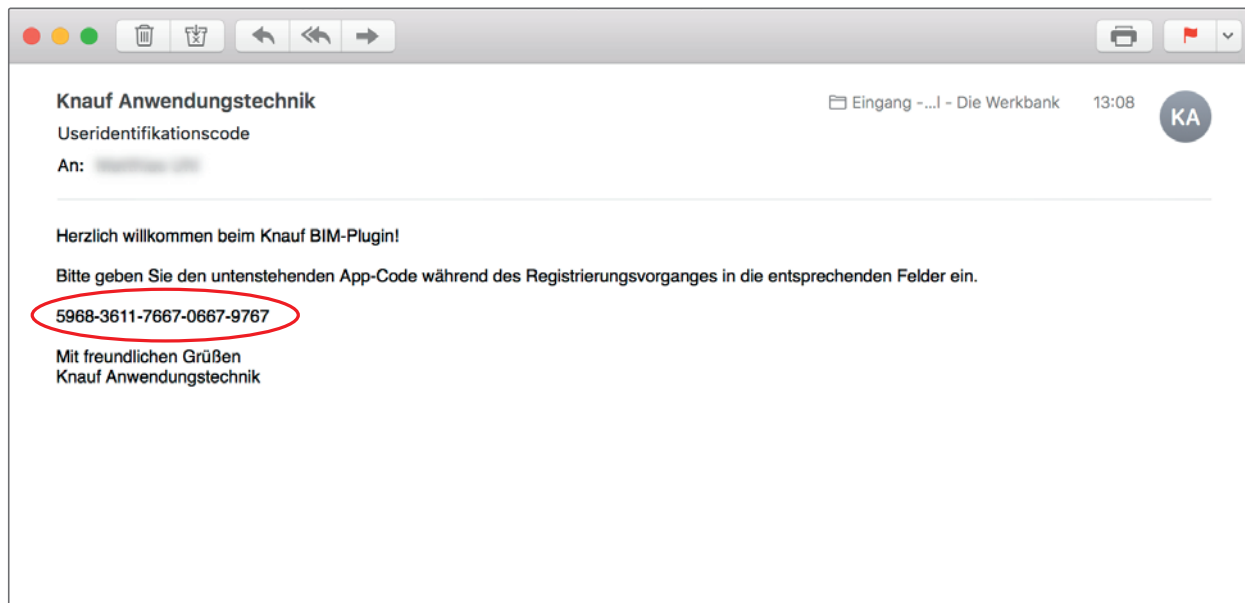 Knauf Anwendungstechnik
Eingang -...l - Die Werkbank 13:08
KA
Useridentifikationscode
An:
Herzlich willkommen beim Knauf BIM-Plugin!
Bitte geben Sie den untenstehenden App-Code während des Registrierungsvorganges in die entsprechenden Felder ein.
5968-3611-7667-0667-9767
Mit freundlichen Grüßen
Knauf Anwendungstechnik